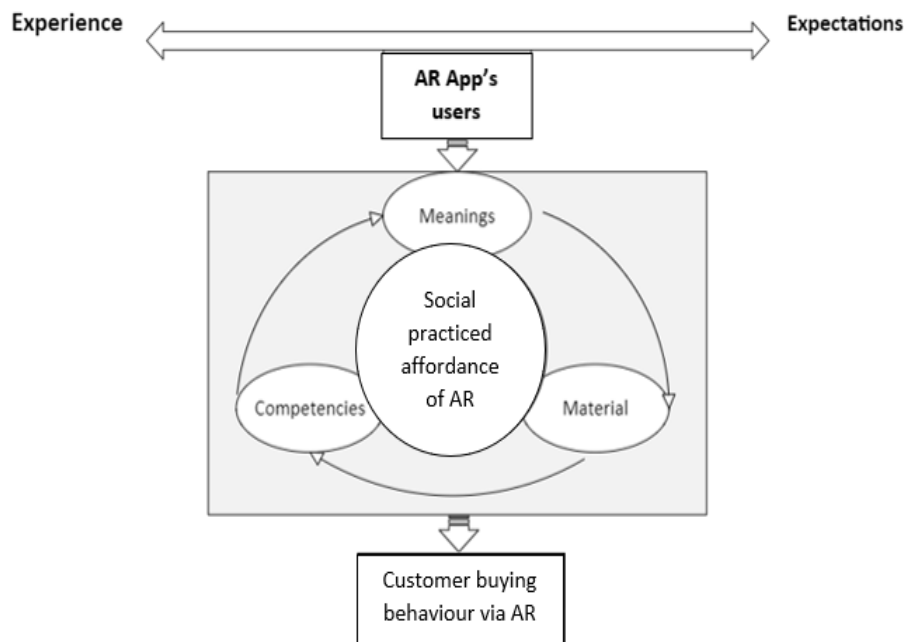 Experience
Expectations
AR App's
users
Meanings
Social
practiced
affordance
of AR
Competencies
Material
Customer buying
behaviour via AR